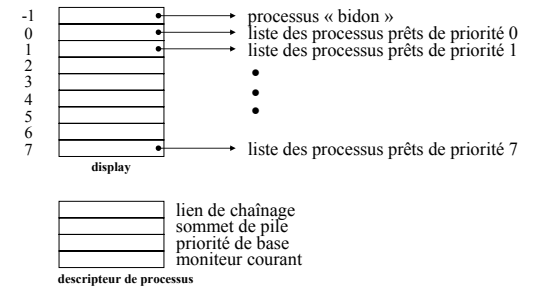 -1 processus « bidon »
0 liste des processus prêts de priorité 0
1 liste des processus prêts de priorité 1
2
3
4
5
6
7 liste des processus prêts de priorité 7
display
lien de chaînage
sommet de pile
priorité de base
moniteur courant
descripteur de processus